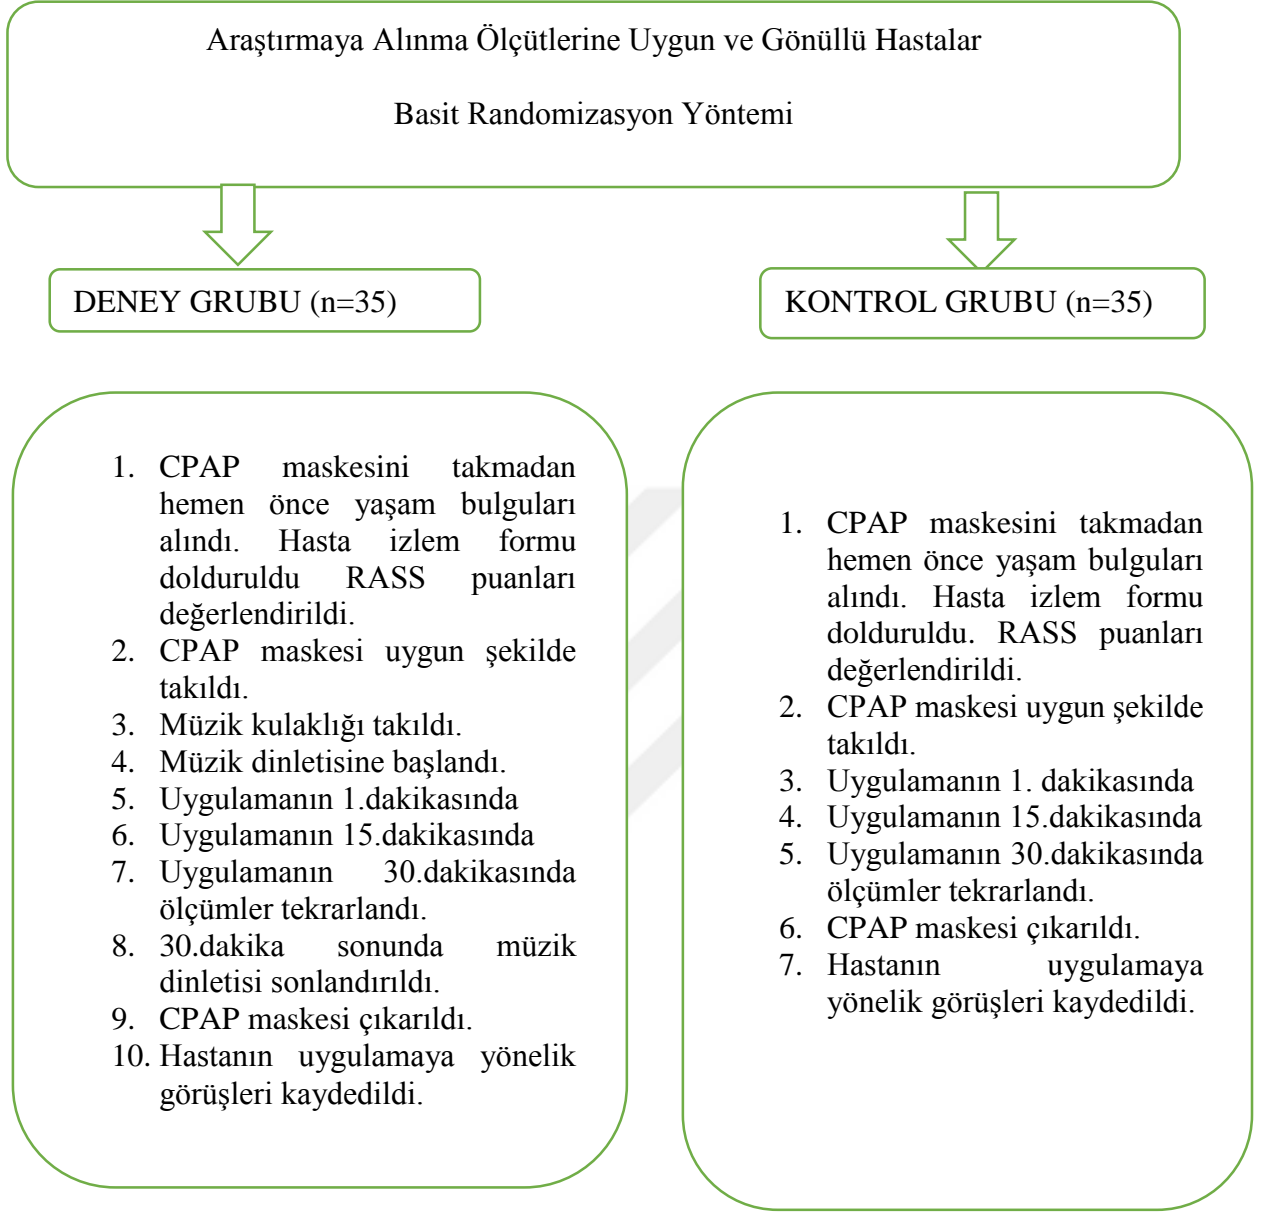 Araştırmaya Alınma Ölçütlerine Uygun ve Gönüllü Hastalar
Basit Randomizasyon Yöntemi
DENEY GRUBU (n=35)
KONTROL GRUBU (n=35)
1. CPAP maskesini takmadan
hemen önce yaşam bulguları
alındı. Hasta izlem formu
dolduruldu RASS puanları
değerlendirildi.
2. CPAP maskesi uygun şekilde
takıldı.
3. Müzik kulaklığı takıldı.
4. Müzik dinletisine başlandı.
5. Uygulamanın 1.dakikasında
6. Uygulamanın 15.dakikasında
7. Uygulamanın 30.dakikasında
ölçümler tekrarlandı.
8. 30.dakika sonunda müzik
dinletisi sonlandırıldı.
9. CPAP maskesi çıkarıldı.
10. Hastanın uygulamaya yönelik
görüşleri kaydedildi.
1. CPAP maskesini takmadan
hemen önce yaşam bulguları
alındı. Hasta izlem formu
dolduruldu. RASS puanları
değerlendirildi.
2. CPAP maskesi uygun şekilde
takıldı.
3. Uygulamanın 1. dakikasında
4. Uygulamanın 15.dakikasında
5. Uygulamanın 30.dakikasında
ölçümler tekrarlandı.
6. CPAP maskesi çıkarıldı.
7. Hastanın uygulamaya
yönelik görüşleri kaydedildi.